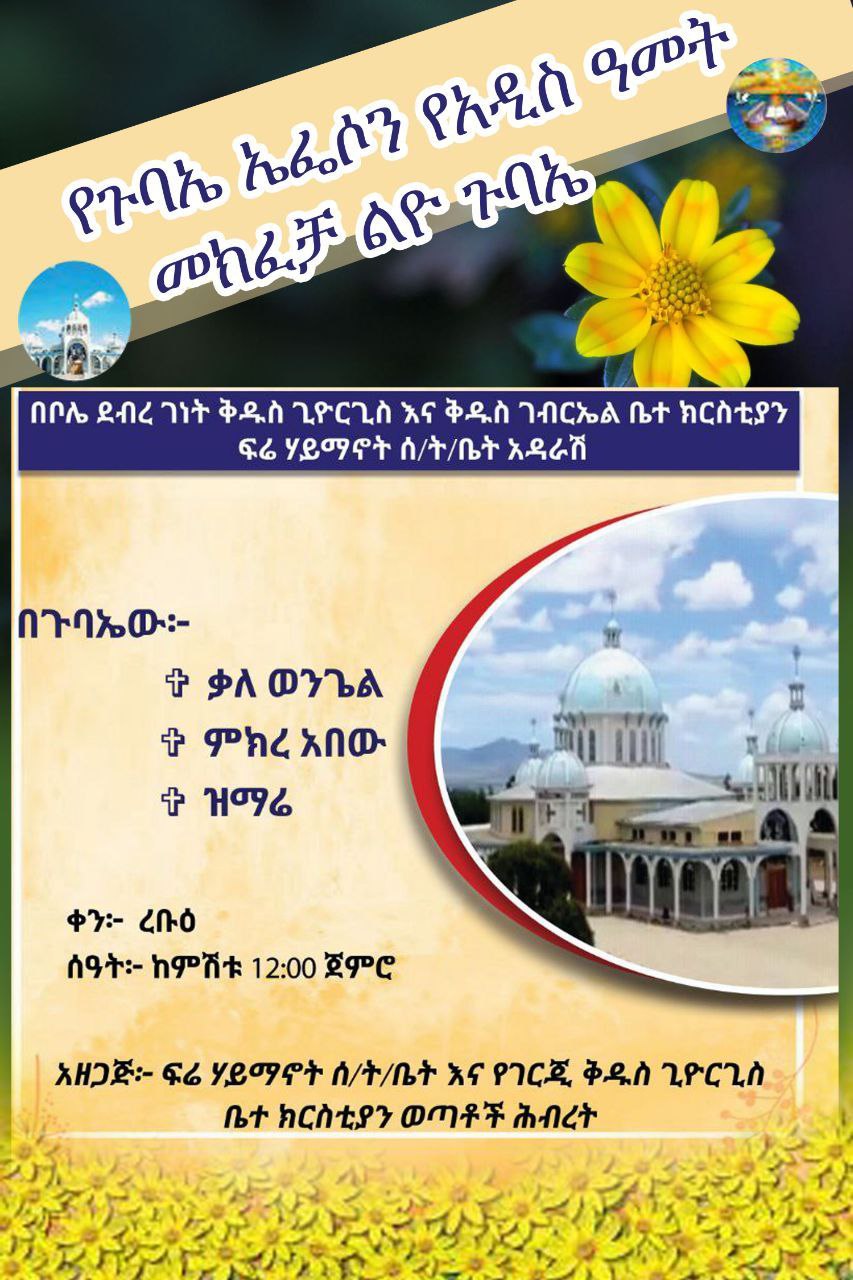 የጉባኤ ኤፌሶን የአዲስ ዓመት
መክፈቻ ልዮ ጉባኤ
በቦሌ ደብረ ገነት ቅዱስ ጊዮርጊስ እና ቅዱስ ገብርኤል ቤተ ክርስቲያን
ፍሬ ሃይማኖት ሰ/ት/ቤት አዳራሽ
በጉባኤው፡-
✞ ቃለ ወንጌል
✞ ምክረ አበው
✞ ዝማሬ
ቀን፡- ረቡዕ
ሰዓት፡- ከምሽቱ 12:00 ጀምሮ
አዘጋጅ፡- ፍሬ ሃይማኖት ሰ/ት/ቤት እና የገርጂ ቅዱስ ጊዮርጊስ
ቤተ ክርስቲያን ወጣቶች ሕብረት